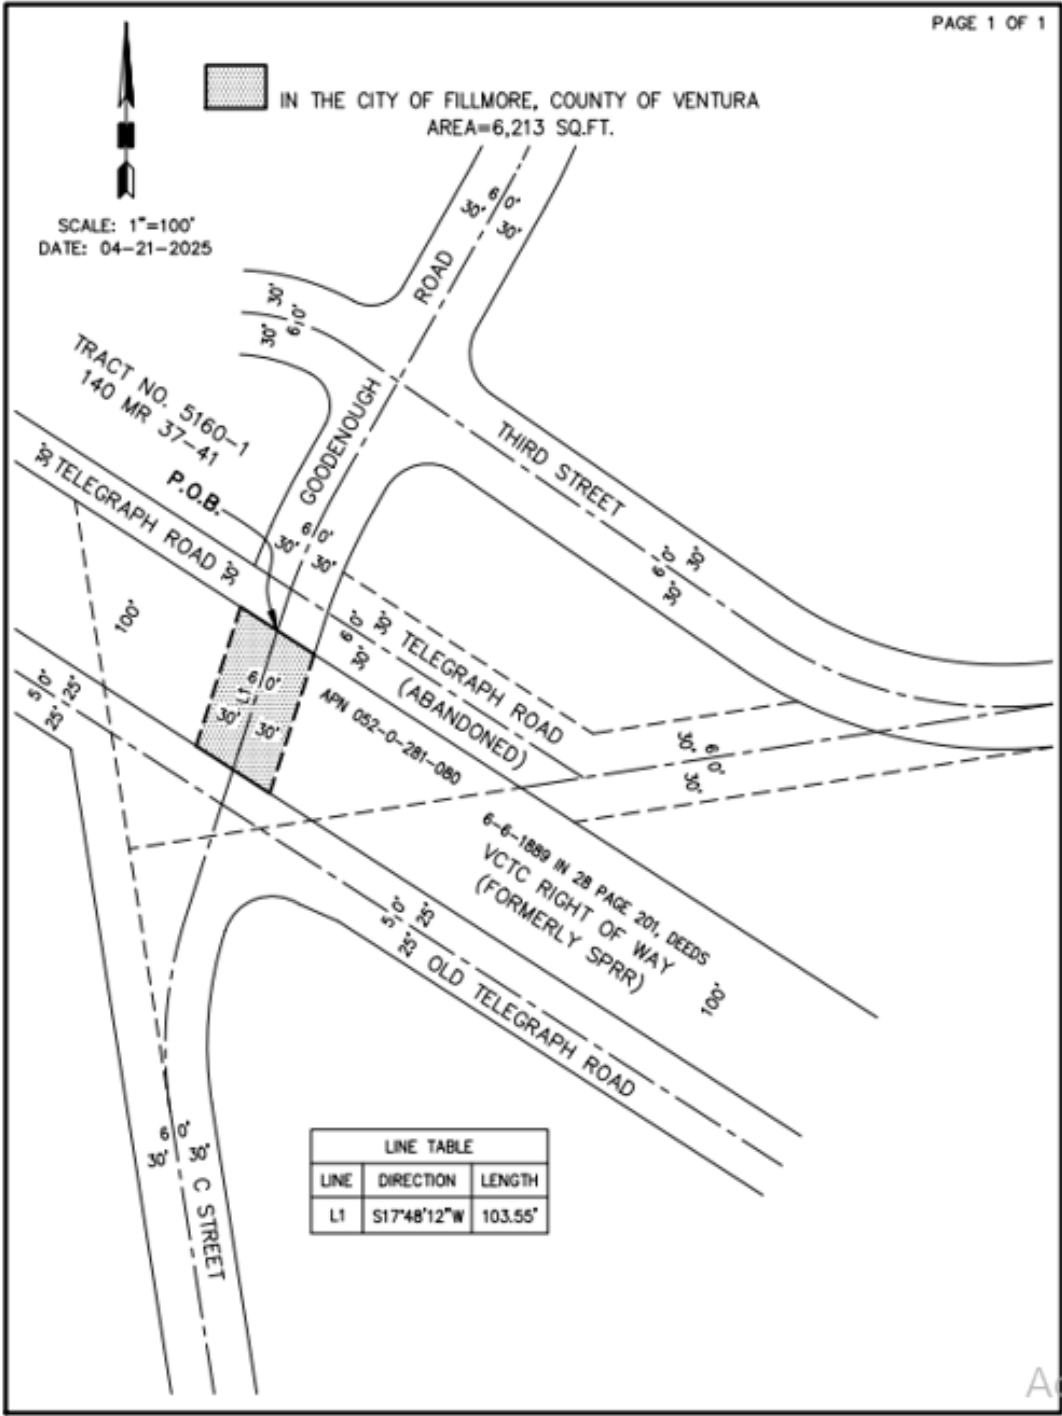 PAGE 1 OF 1
IN THE CITY OF FILLMORE, COUNTY OF VENTURA
AREA=6,213 SQ.FT.
SCALE: 1"=100'
DATE: 04-21-2025
60'
30'
30'
ROAD
30'
60'
30'
TRACT NO. 5160-1
140 MR 37-41
GOODENOUGH
THIRD STREET
P.O.B.
30'
TELEGRAPH ROAD
30'
60'
30'
30'
60'
30'
30'
60'
30'
30'
TELEGRAPH ROAD
(ABANDONED)
100'
60'
L1
30'
30'
APN 052-0-281-080
50'
25'
25'
60'
30'
30'
6-6-1889 IN 28 PAGE 201, DEEDS
VCTC RIGHT OF WAY
(FORMERLY SPRR)
100'
50'
25'
25'
OLD TELEGRAPH ROAD
60'
30'
30'
C STREET
LINE TABLE
LINE DIRECTION LENGTH
L1 S17°48'12"W 103.55'